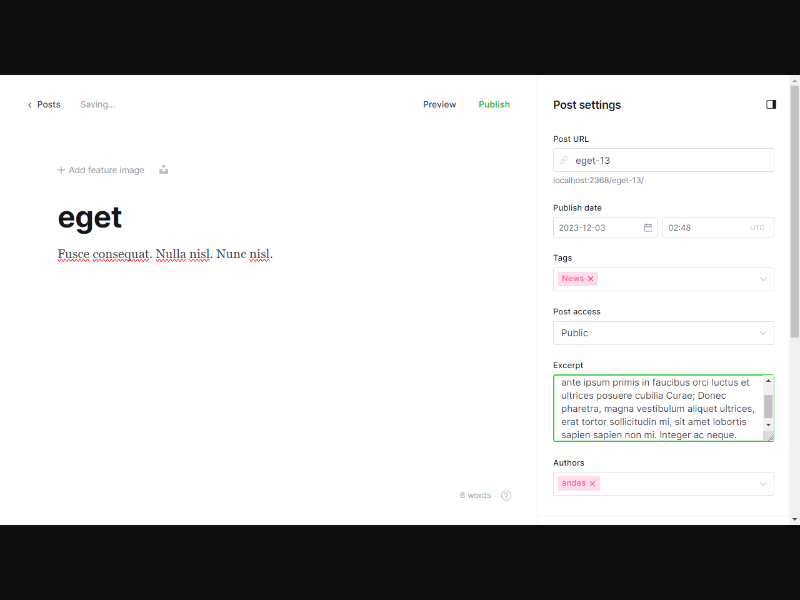 Posts
Saving...
Preview
Publish
Add feature image
eget
Fusce consequat. Nulla nisl. Nunc nisl.
6 words
?
Post settings
Post URL
eget-13
localhost:2368/eget-13/
Publish date
2023-12-03
02:48
UTC
Tags
News
Post access
Public
Excerpt
ante ipsum primis in faucibus orci luctus et
ultrices posuere cubilia Curae; Donec
pharetra, magna vestibulum aliquet ultrices,
erat tortor sollicitudin mi, sit amet lobortis
sapien sapien non mi. Integer ac neque.
Authors
andes